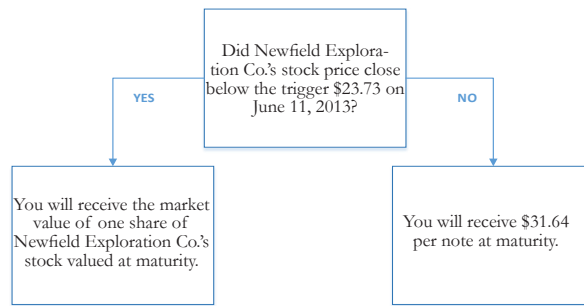 Did Newfield Explora-
tion Co.'s stock price close
below the trigger $23.73 on
June 11, 2013?
YES
NO
You will receive the market
value of one share of
Newfield Exploration Co.'s
stock valued at maturity.
You will receive $31.64
per note at maturity.